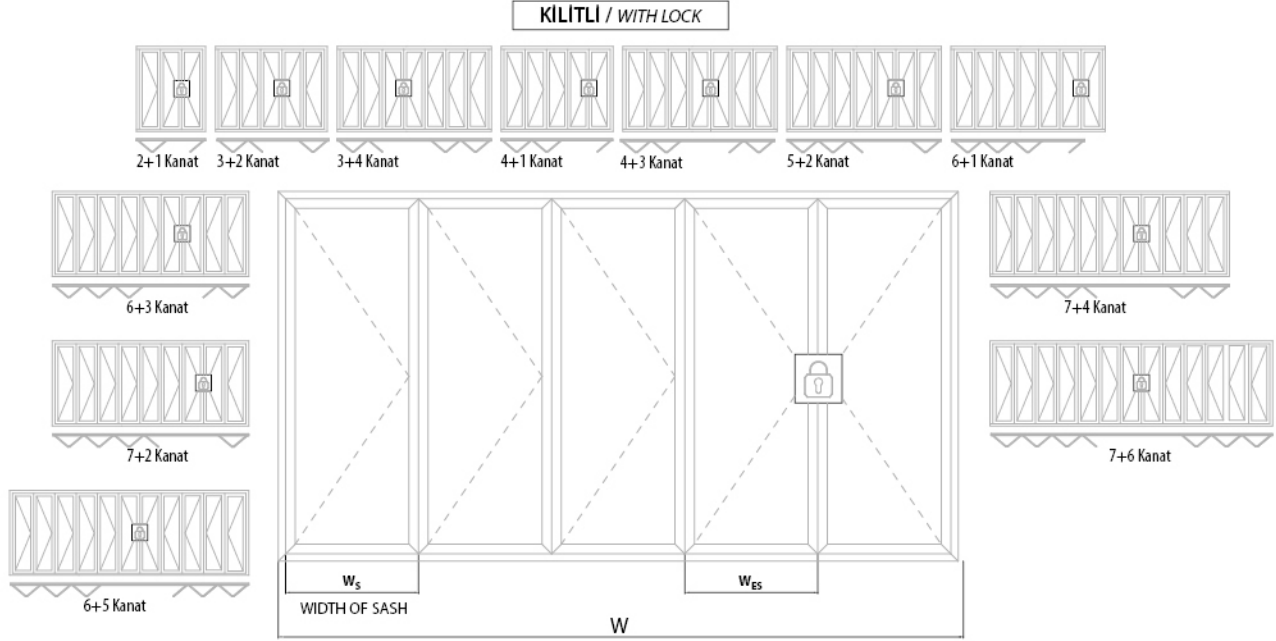 KİLİTLİ / WITH LOCK
2+1 Kanat
3+2 Kanat
3+4 Kanat
4+1 Kanat
4+3 Kanat
5+2 Kanat
6+1 Kanat
6+3 Kanat
7+4 Kanat
7+2 Kanat
7+6 Kanat
6+5 Kanat
WS
WES
WIDTH OF SASH
W